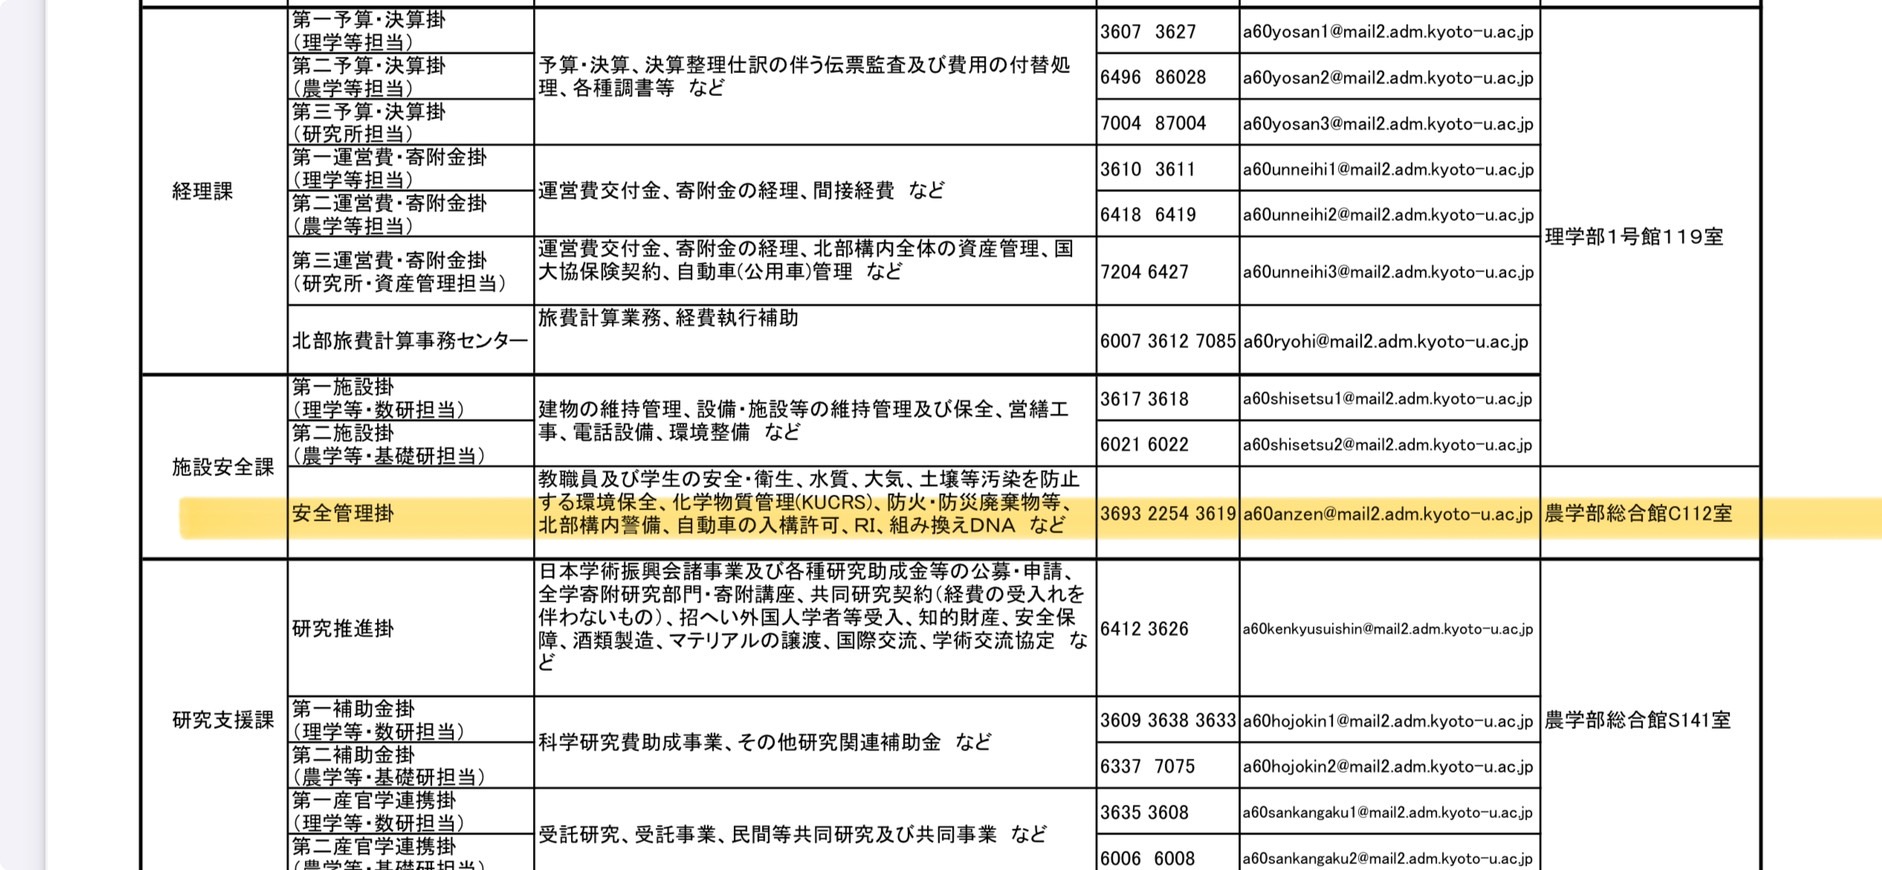 経理課
第一予算・決算掛
(理学等担当)
第二予算・決算掛
(農学等担当)
第三予算・決算掛
(研究所担当)
予算・決算、決算整理仕訳の伴う伝票監査及び費用の付替処
理、各種調書等 など
3607 3627
a60yosan1@mail2.adm.kyoto-u.ac.jp
6496 86028
a60yosan2@mail2.adm.kyoto-u.ac.jp
7004 87004
a60yosan3@mail2.adm.kyoto-u.ac.jp
第一運営費・寄附金掛
(理学等担当)
第二運営費・寄附金掛
(農学等担当)
運営費交付金、寄附金の経理、間接経費 など
3610 3611
a60unneihi1@mail2.adm.kyoto-u.ac.jp
6418 6419
a60unneihi2@mail2.adm.kyoto-u.ac.jp
第三運営費・寄附金掛
(研究所・資産管理担当)
運営費交付金、寄附金の経理、北部構内全体の資産管理、国
大協保険契約、自動車(公用車)管理 など
7204 6427
a60unneihi3@mail2.adm.kyoto-u.ac.jp
北部旅費計算事務センター
旅費計算業務、経費執行補助
6007 3612 7085
a60ryohi@mail2.adm.kyoto-u.ac.jp
理学部1号館119室
施設安全課
第一施設掛
(理学等・数研担当)
第二施設掛
(農学等・基礎研担当)
建物の維持管理、設備・施設等の維持管理及び保全、営繕工
事、電話設備、環境整備 など
3617 3618
a60shisetsu1@mail2.adm.kyoto-u.ac.jp
6021 6022
a60shisetsu2@mail2.adm.kyoto-u.ac.jp
安全管理掛
教職員及び学生の安全・衛生、水質、大気、土壌等汚染を防止
する環境保全、化学物質管理(KUCRS)、防火・防災廃棄物等、
北部構内警備、自動車の入構許可、RI、組み換えDNA など
3693 2254 3619
a60anzen@mail2.adm.kyoto-u.ac.jp
農学部総合館C112室
研究支援課
研究推進掛
日本学術振興会諸事業及び各種研究助成金等の公募・申請、
全学寄附研究部門・寄附講座、共同研究契約(経費の受入れを
伴わないもの)、招へい外国人学者等受入、知的財産、安全保
障、酒類製造、マテリアルの譲渡、国際交流、学術交流協定 な
ど
6412 3626
a60kenkyusuishin@mail2.adm.kyoto-u.ac.jp
第一補助金掛
(理学等・数研担当)
第二補助金掛
(農学等・基礎研担当)
科学研究費助成事業、その他研究関連補助金 など
3609 3638 3633
a60hojokin1@mail2.adm.kyoto-u.ac.jp
6337 7075
a60hojokin2@mail2.adm.kyoto-u.ac.jp
農学部総合館S141室
第一産官学連携掛
(理学等・数研担当)
第二産官学連携掛
(農学等・基礎研担当)
受託研究、受託事業、民間等共同研究及び共同事業 など
3635 3608
a60sankangaku1@mail2.adm.kyoto-u.ac.jp
6006 6008
a60sankangaku2@mail2.adm.kyoto-u.ac.jp